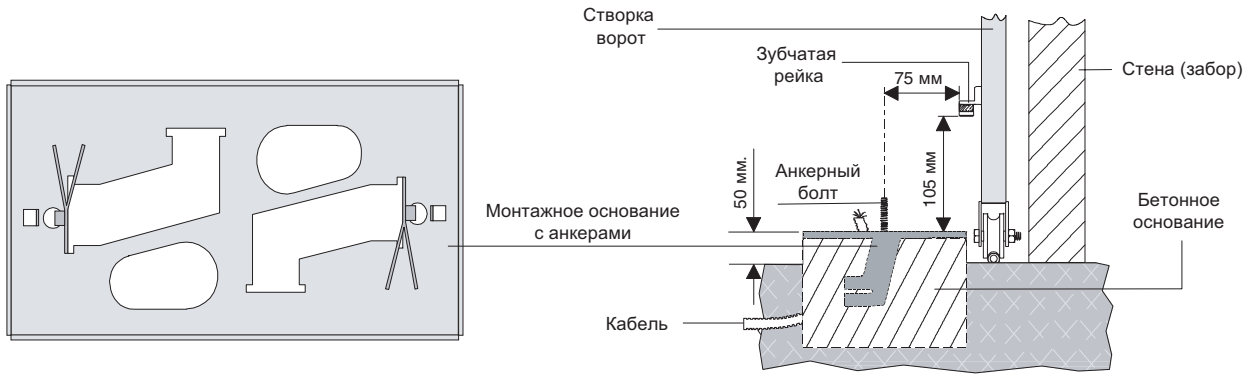 Створка
ворот
Зубчатая
рейка
75 мм
Стена (забор)
50 мм.
Анкерный
болт
105 мм
Монтажное основание
с анкерами
Бетонное
основание
Кабель